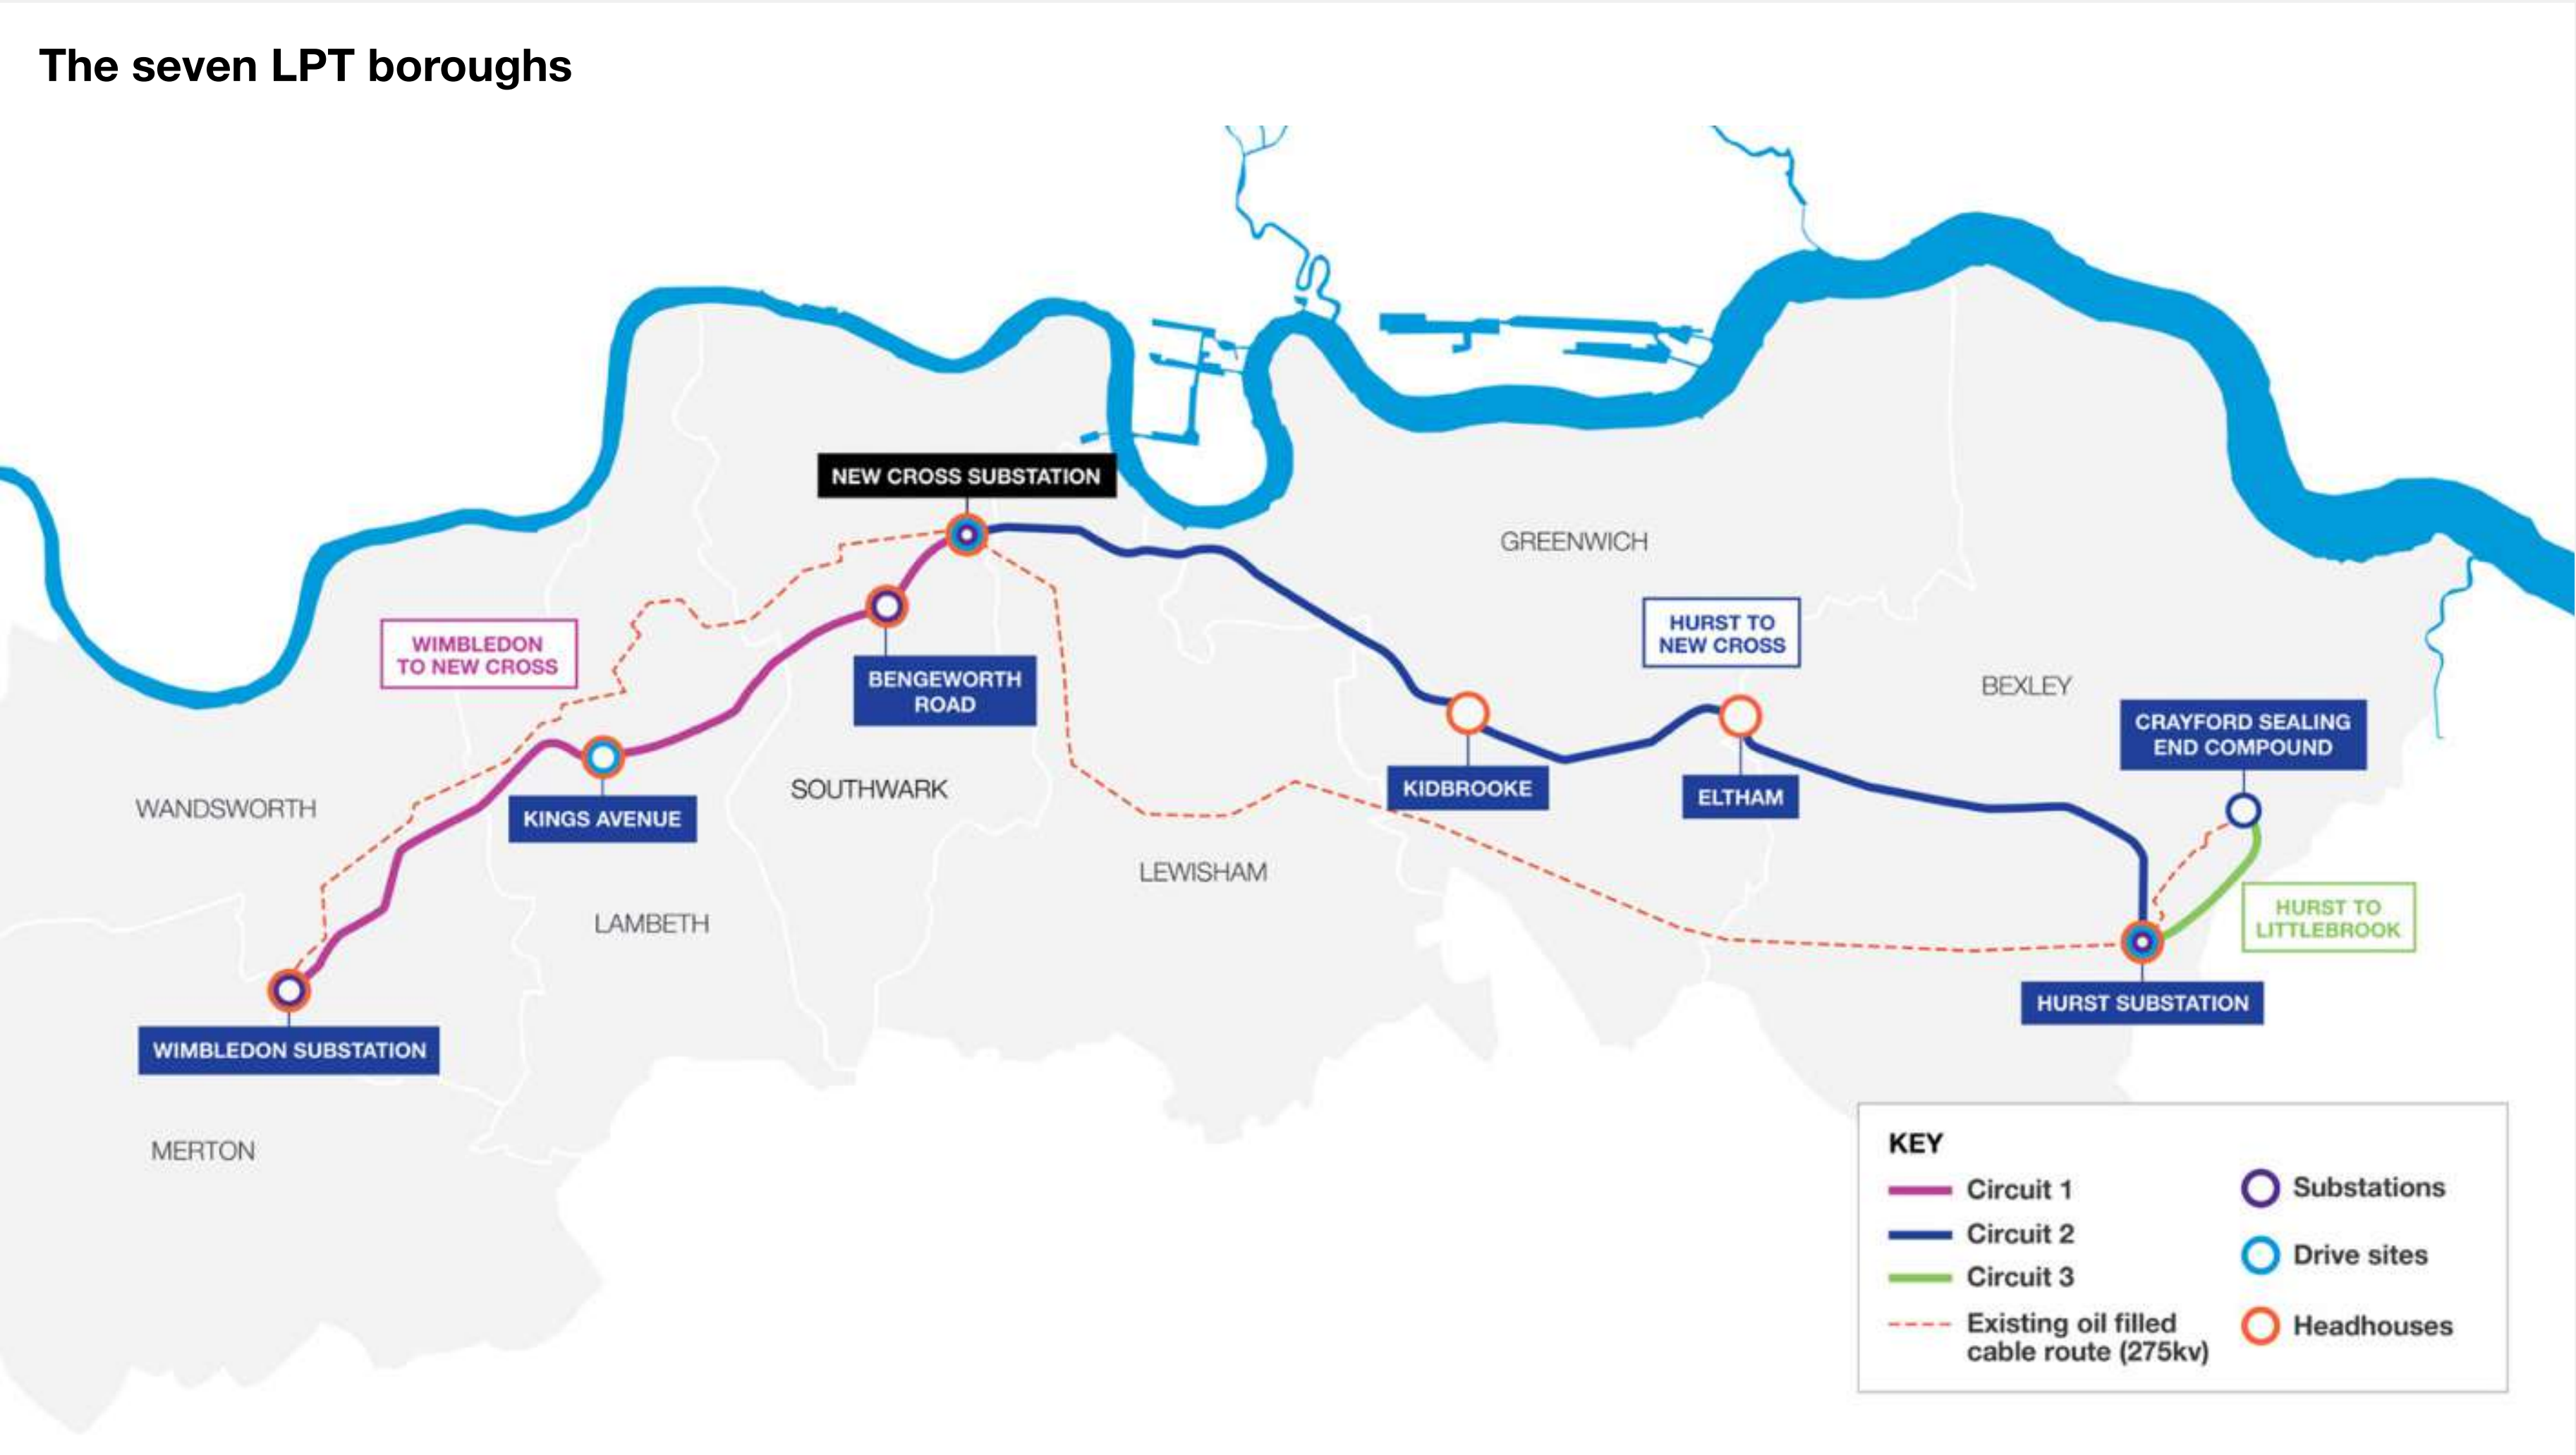 The seven LPT boroughs
NEW CROSS SUBSTATION
GREENWICH
WIMBLEDON
TO NEW CROSS
HURST TO
NEW CROSS
BENGEWORTH
ROAD
BEXLEY
CRAYFORD SEALING
END COMPOUND
WANDSWORTH
KINGS AVENUE
SOUTHWARK
KIDBROOKE
ELTHAM
LEWISHAM
LAMBETH
HURST TO
LITTLEBROOK
HURST SUBSTATION
WIMBLEDON SUBSTATION
MERTON
KEY
Circuit 1
Circuit 2
Circuit 3
Existing oil filled
cable route (275kv)
Substations
Drive sites
Headhouses